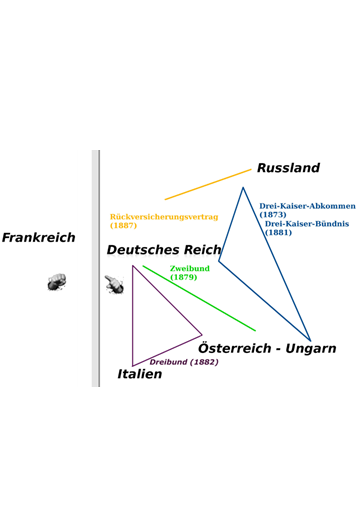 Russland
Drei-Kaiser-Abkommen
(1873)
Drei-Kaiser-Bündnis
(1881)
Rückversicherungsvertrag
(1887)
Frankreich
Deutsches Reich
Zweibund
(1879)
Österreich - Ungarn
Dreibund (1882)
Italien